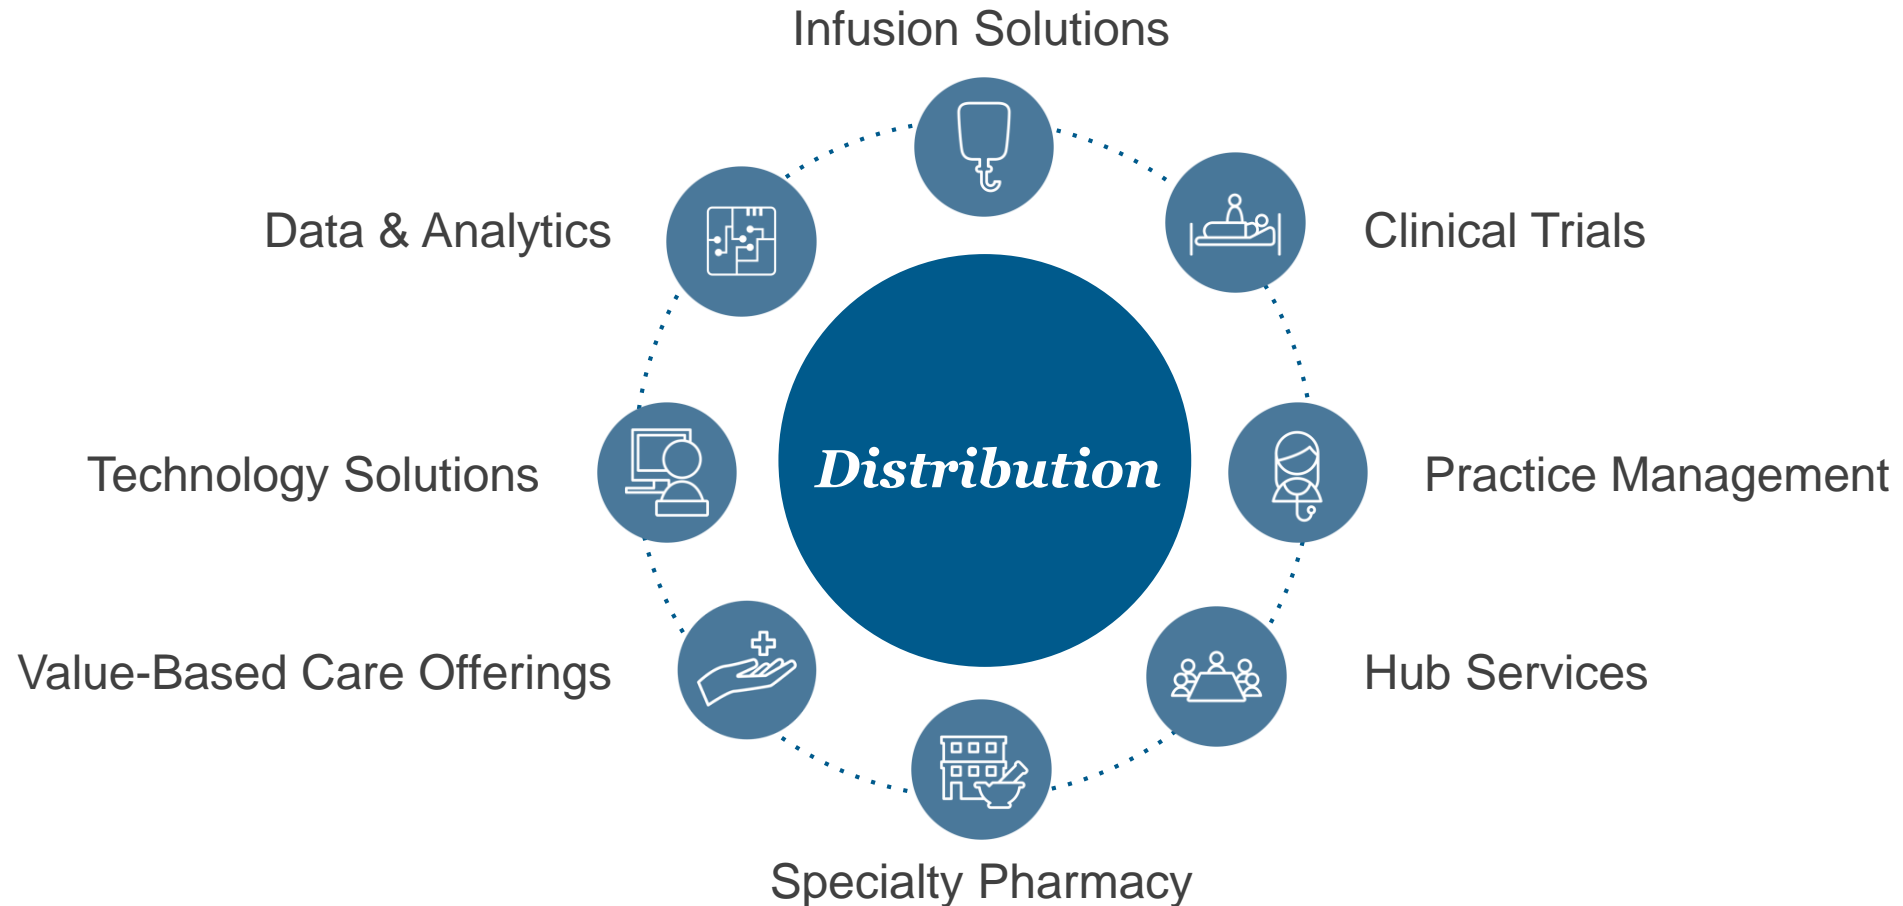 Infusion Solutions
Data & Analytics
Clinical Trials
Technology Solutions
Distribution
Practice Management
Value-Based Care Offerings
Hub Services
Specialty Pharmacy